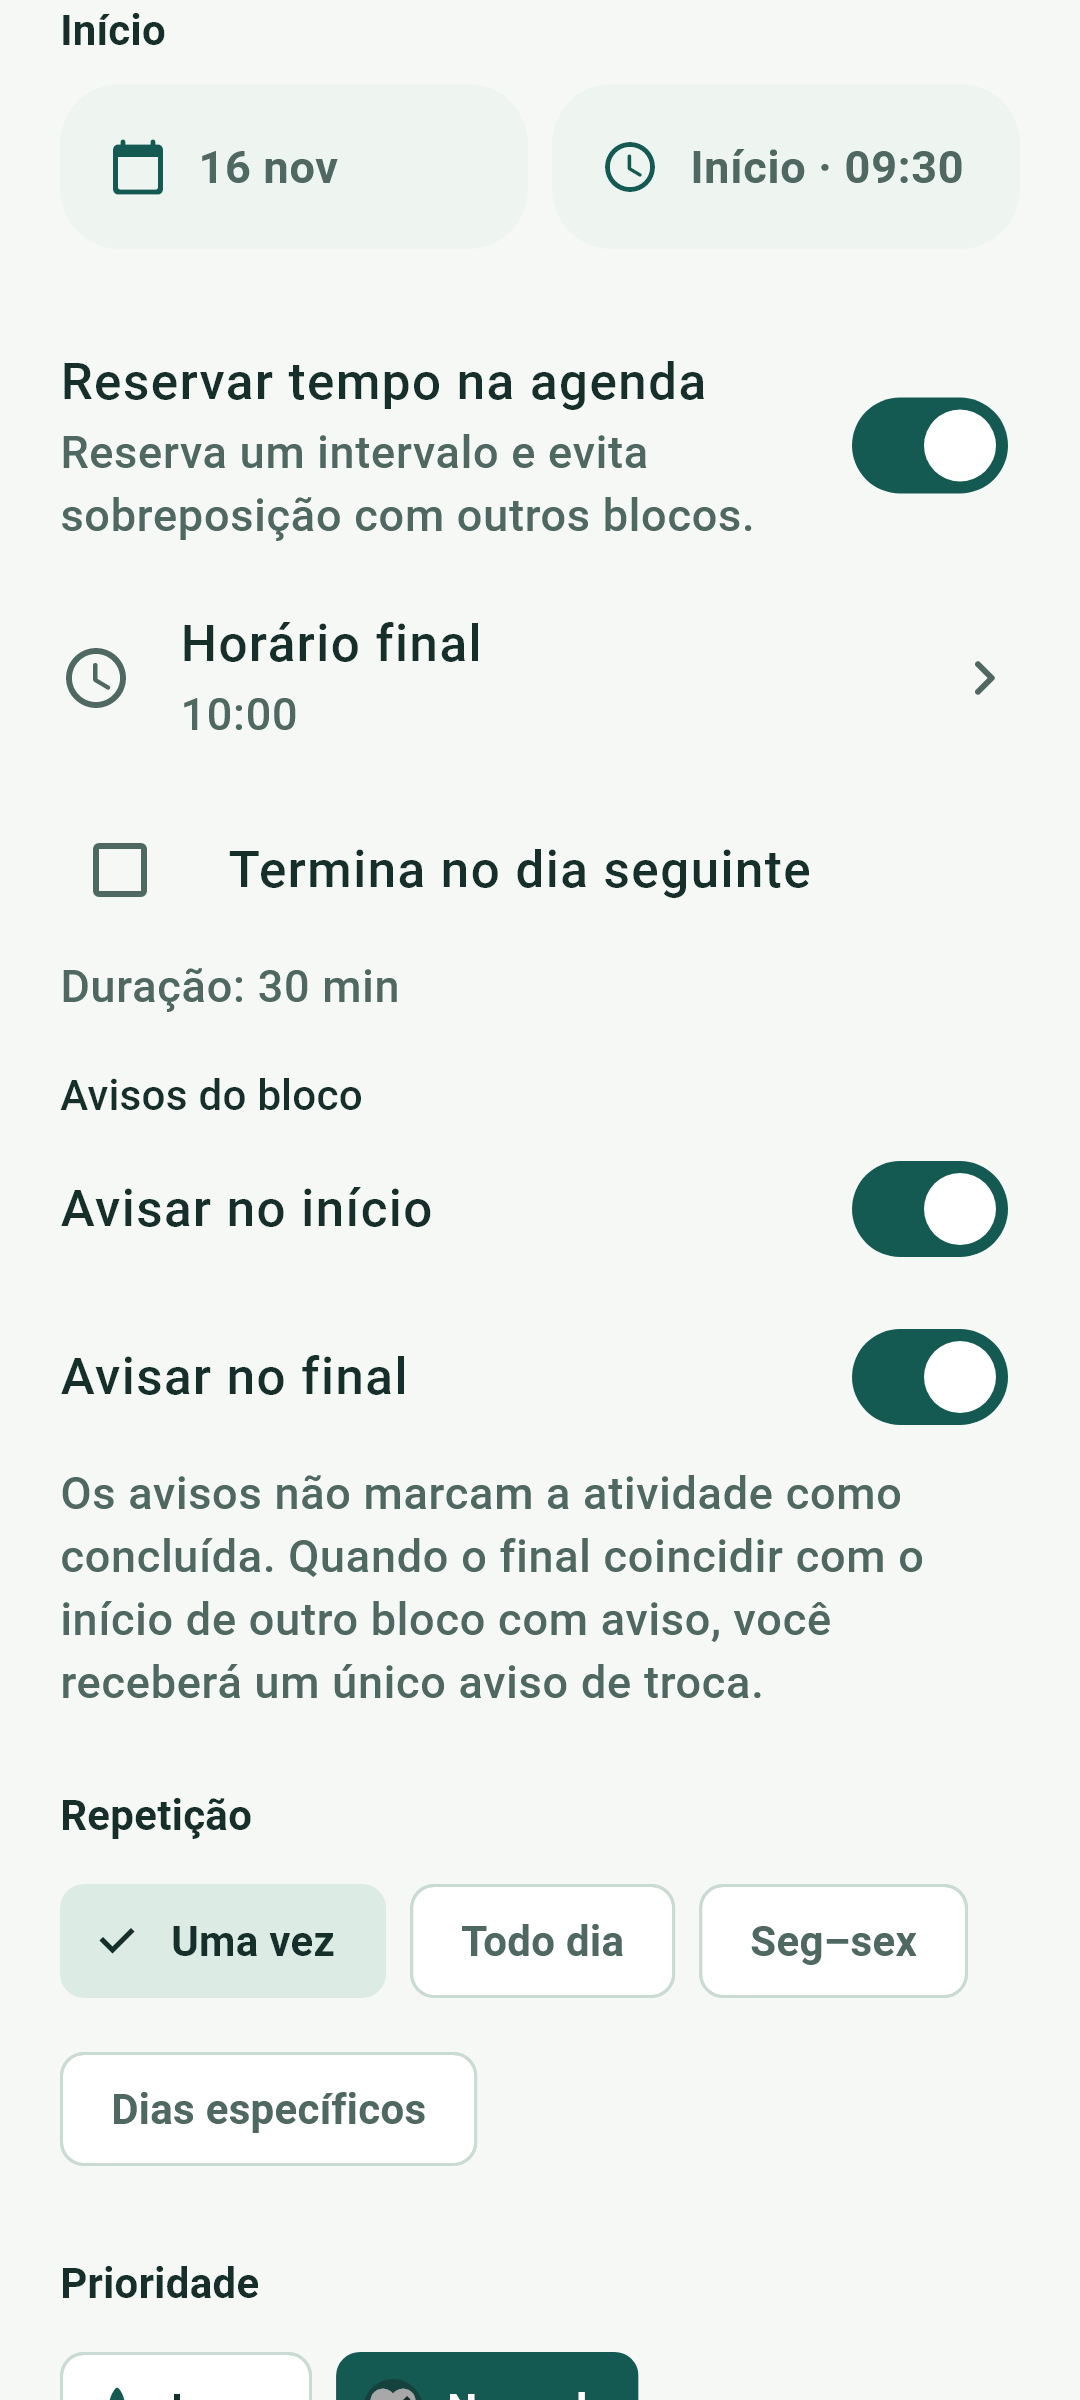 Início
16 nov
Início · 09:30
Reservar tempo na agenda
Reserva um intervalo e evita
sobreposição com outros blocos.
Horário final
10:00
Termina no dia seguinte
Duração: 30 min
Avisos do bloco
Avisar no início
Avisar no final
Os avisos não marcam a atividade como
concluída. Quando o final coincidir com o
início de outro bloco com aviso, você
receberá um único aviso de troca.
Repetição
Uma vez
Todo dia
Seg–sex
Dias específicos
Prioridade